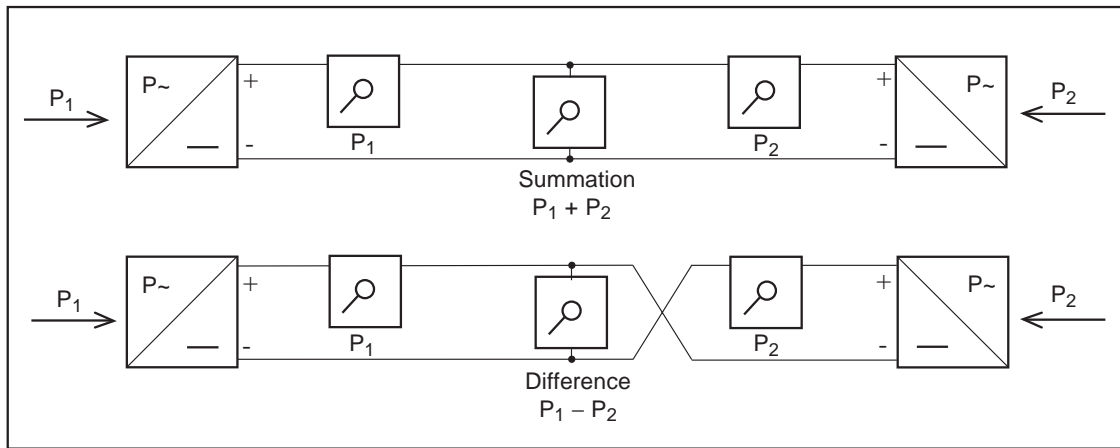 P₁
P~
+
-
P₁
Summation
P₁ + P₂
P₂
+
-
P~
P₂
P₁
P~
+
-
P₁
Difference
P₁ − P₂
P₂
+
-
P~
P₂